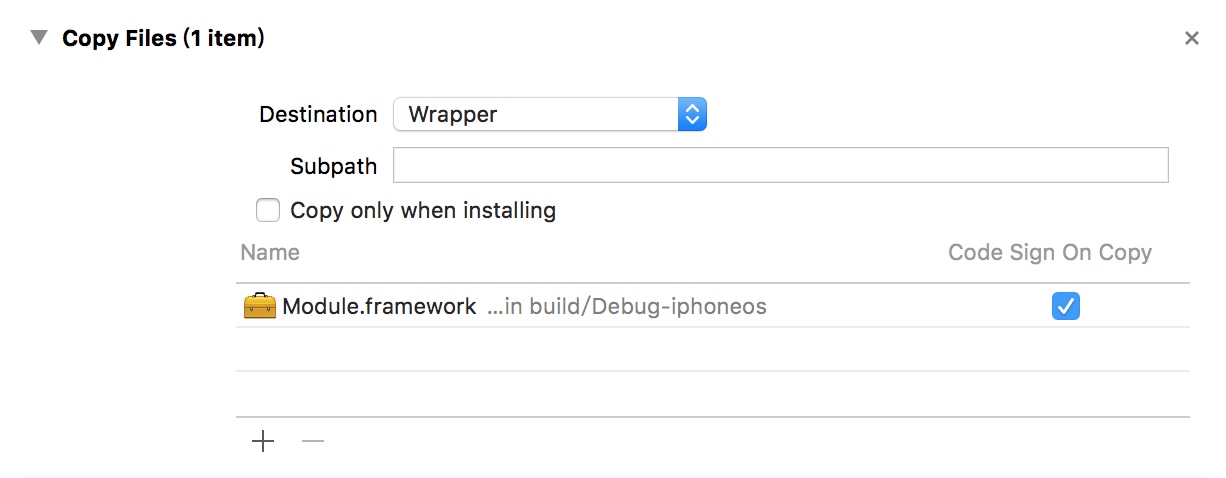 Copy Files (1 item)
Destination Wrapper
Subpath
Copy only when installing
Name Code Sign On Copy
Module.framework ...in build/Debug-iphoneos